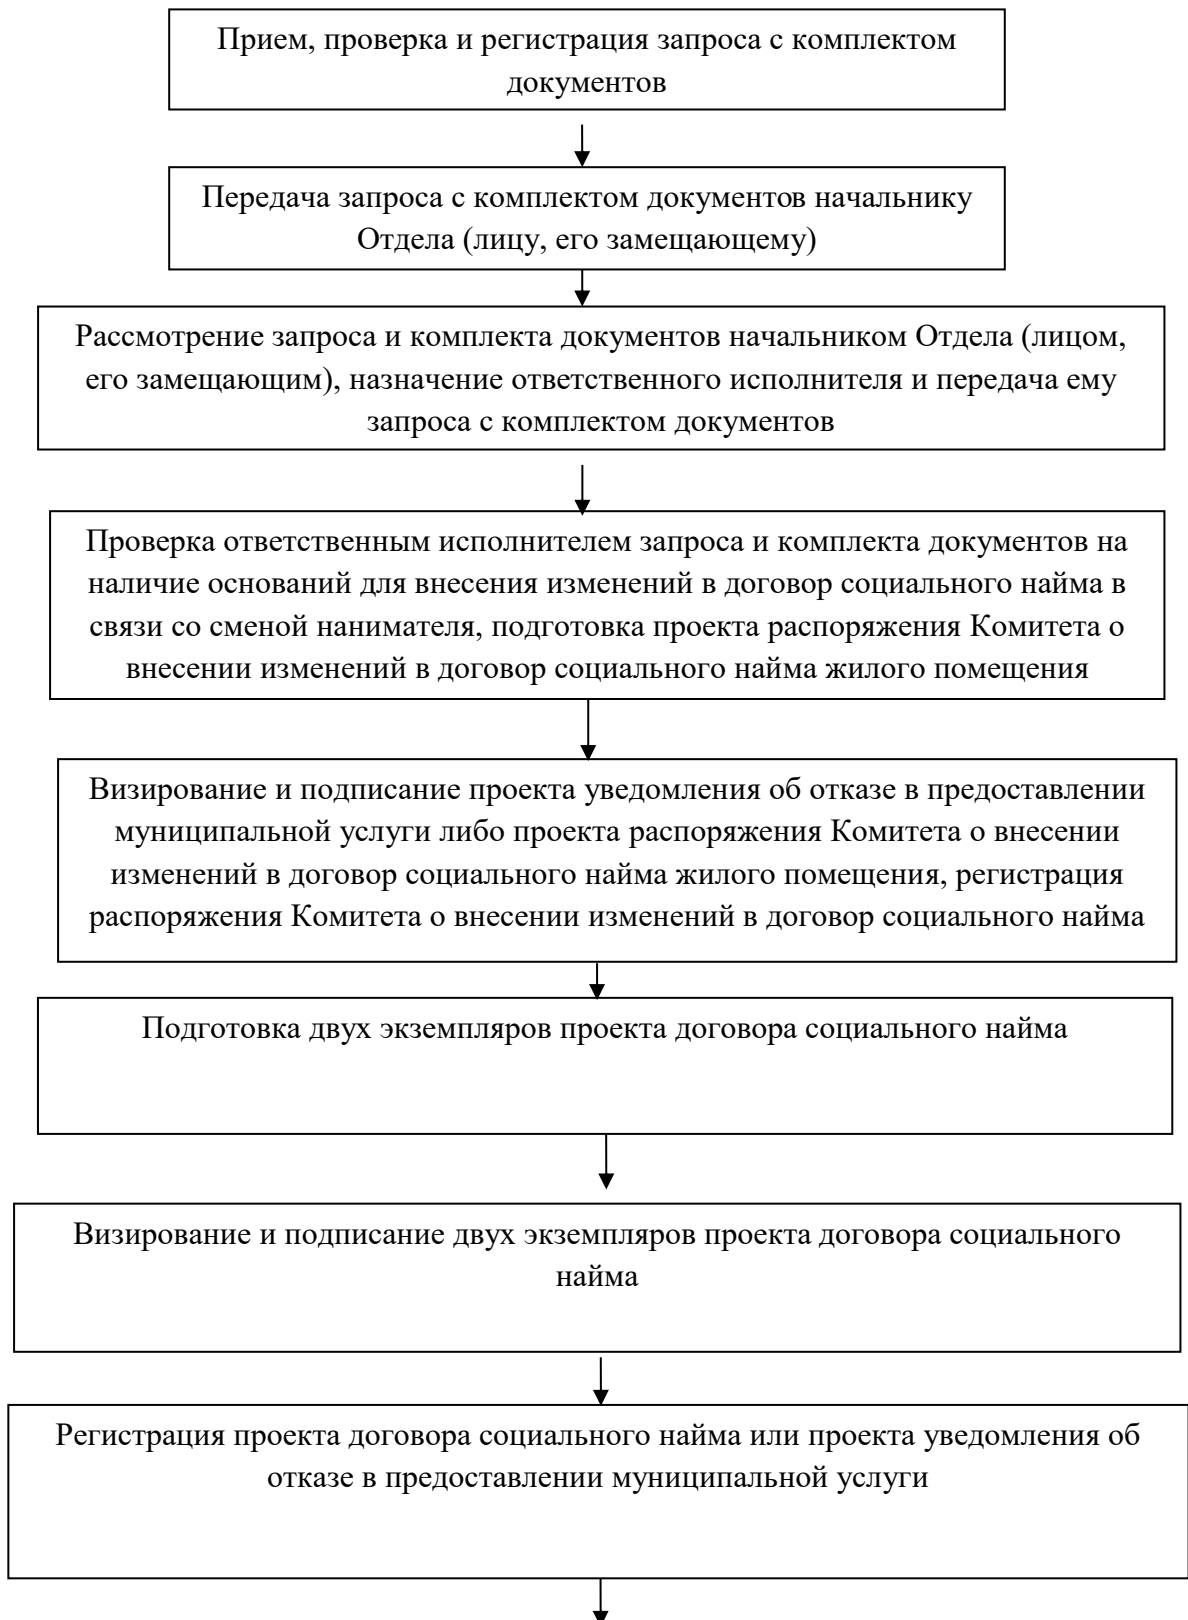 Прием, проверка и регистрация запроса с комплектом
документов
Передача запроса с комплектом документов начальнику
Отдела (лицу, его замещающему)
Рассмотрение запроса и комплекта документов начальником Отдела (лицом,
его замещающим), назначение ответственного исполнителя и передача ему
запроса с комплектом документов
Проверка ответственным исполнителем запроса и комплекта документов на
наличие оснований для внесения изменений в договор социального найма в
связи со сменой нанимателя, подготовка проекта распоряжения Комитета о
внесении изменений в договор социального найма жилого помещения
Визирование и подписание проекта уведомления об отказе в предоставлении
муниципальной услуги либо проекта распоряжения Комитета о внесении
изменений в договор социального найма жилого помещения, регистрация
распоряжения Комитета о внесении изменений в договор социального найма
Подготовка двух экземпляров проекта договора социального найма
Визирование и подписание двух экземпляров проекта договора социального
найма
Регистрация проекта договора социального найма или проекта уведомления об
отказе в предоставлении муниципальной услуги